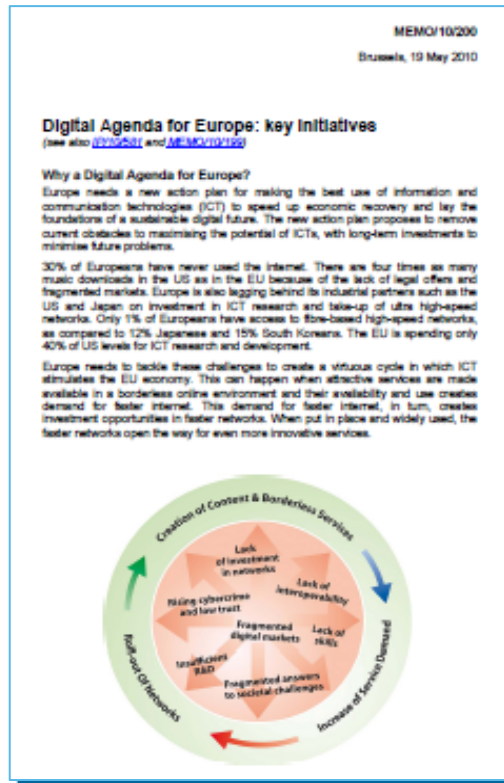 MEMO/10/200
Brussels, 19 May 2010
Digital Agenda for Europe: key initiatives
(see also IP/10/581 and MEMO/10/199)
Why a Digital Agenda for Europe?
Europe needs a new action plan for making the best use of information and
communication technologies (ICT) to speed up economic recovery and lay the
foundations of a sustainable digital future. The new action plan proposes to remove
current obstacles to maximising the potential of ICTs, with long-term investments to
minimise future problems.
30% of Europeans have never used the internet. There are four times as many
music downloads in the US as in the EU because of the lack of legal offers and
fragmented markets. Europe is also lagging behind its industrial partners such as the
US and Japan on investment in ICT research and take-up of ultra high-speed
networks. Only 1% of Europeans have access to fibre-based high-speed networks,
as compared to 12% Japanese and 15% South Koreans. The EU is spending only
40% of US levels for ICT research and development.
Europe needs to tackle these challenges to create a virtuous cycle in which ICT
stimulates the EU economy. This can happen when attractive services are made
available in a borderless online environment and their availability and use creates
demand for faster internet. This demand for faster internet, in turn, creates
investment opportunities in faster networks. When put in place and widely used, the
faster networks open the way for even more innovative services.
Creation of Content & Borderless Services
Lack
of investment
in networks
Lack of
interoperability
Rising cybercrime
and low trust
Fragmented
digital markets
Lack of
skills
Insufficient
R&D
Fragmented answers
to societal challenges
Roll-out Of Networks
Increase of Service Demand